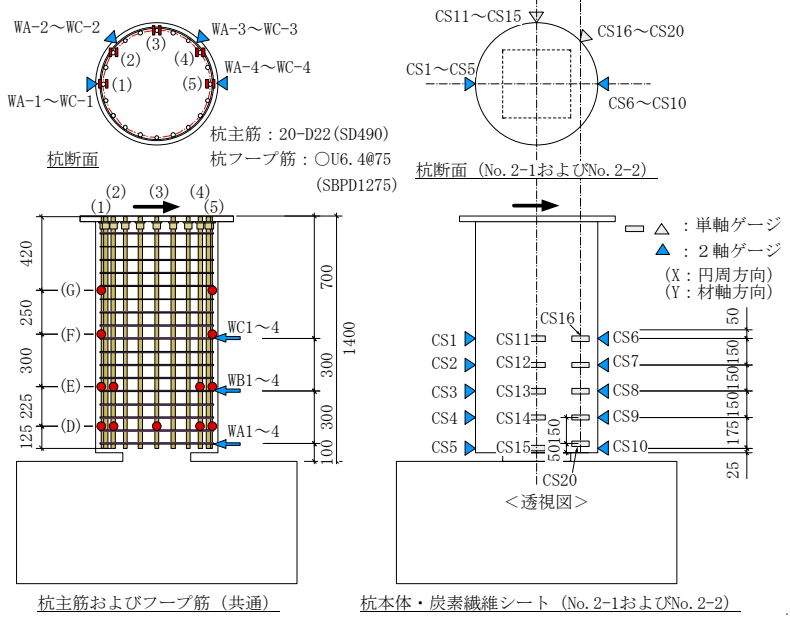 WA-2～WC-2
(3)
WA-3～WC-3
(2)
(4)
WA-4～WC-4
(1)
(5)
WA-1～WC-1
杭主筋：20-D22(SD490)
杭フープ筋：○U6.4@75
(SBPD1275)
杭断面
CS11～CS15
CS16～CS20
CS1～CS5
CS6～CS10
杭断面（No.2-1およびNo.2-2）
(1)
(2)
(3)
(4)
(5)
420
250
300
225
125
(G)
(F)
(E)
(D)
WC1～4
WB1～4
WA1～4
700
300
300
100
1400
杭主筋およびフープ筋（共通）
：単軸ゲージ
：２軸ゲージ
(X：円周方向)
(Y：材軸方向)
CS16
CS1
CS11
CS6
CS2
CS12
CS7
CS3
CS13
CS8
CS4
CS14
CS9
CS5
CS15
CS10
CS20
50
150
50
150
150
150
175
25
＜透視図＞
杭本体・炭素繊維シート（No.2-1およびNo.2-2）